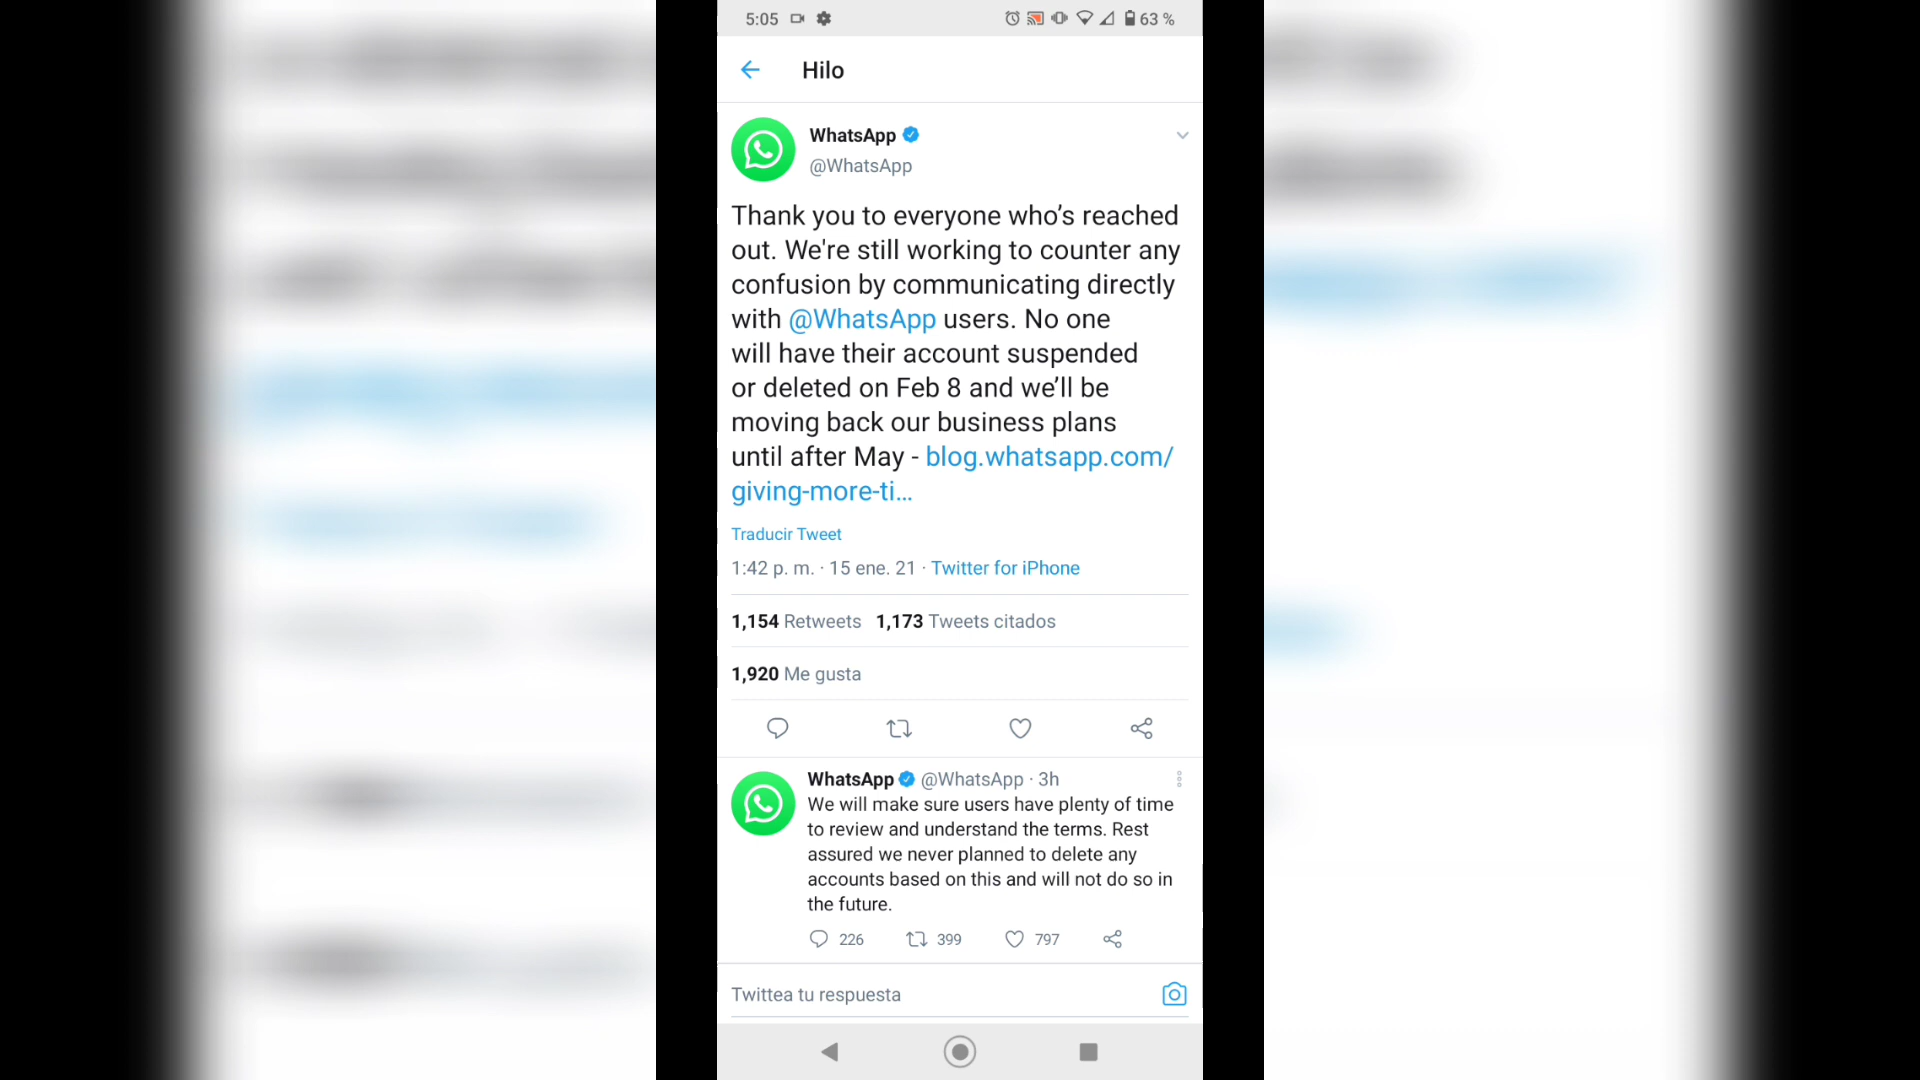 5:05
63 %
Hilo
WhatsApp
@WhatsApp
Thank you to everyone who’s reached
out. We're still working to counter any
confusion by communicating directly
with @WhatsApp users. No one
will have their account suspended
or deleted on Feb 8 and we’ll be
moving back our business plans
until after May - blog.whatsapp.com/
giving-more-ti…
Traducir Tweet
1:42 p. m. · 15 ene. 21 · Twitter for iPhone
1,154 Retweets 1,173 Tweets citados
1,920 Me gusta
WhatsApp @WhatsApp · 3h
We will make sure users have plenty of time
to review and understand the terms. Rest
assured we never planned to delete any
accounts based on this and will not do so in
the future.
226 399 797
Twittea tu respuesta